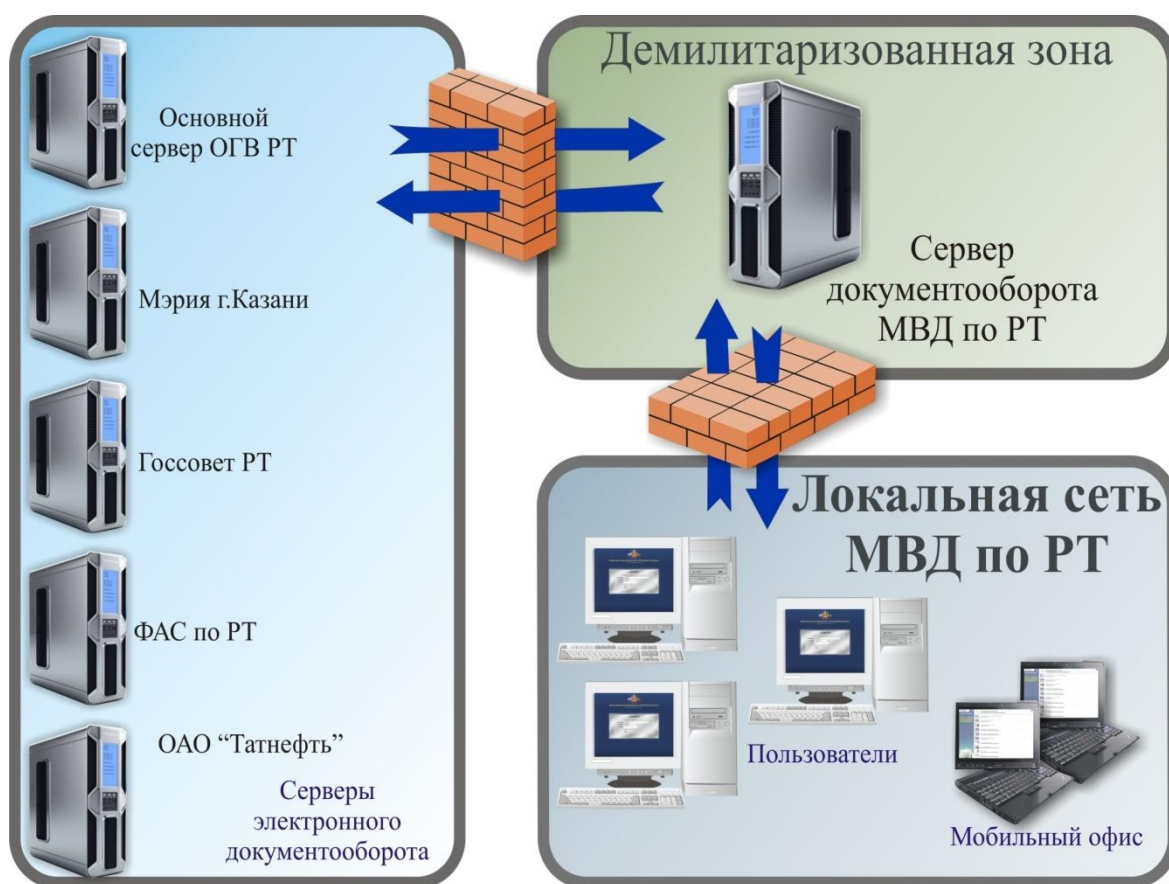 Основной
сервер ОГВ РТ
Мэрия г.Казани
Госсовет РТ
ФАС по РТ
ОАО “Татнефть”
Серверы
электронного
документооборота
Демилитаризованная зона
Сервер
документооборота
МВД по РТ
Локальная сеть
МВД по РТ
Пользователи
Мобильный офис